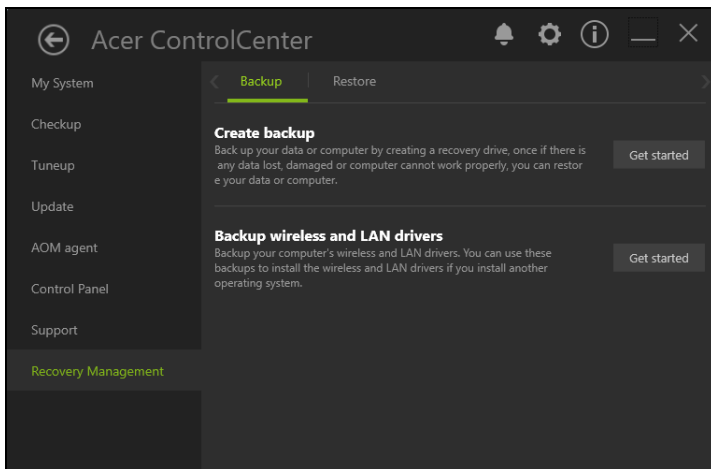 Acer ControlCenter
My System
Checkup
Tuneup
Update
AOM agent
Control Panel
Support
Recovery Management
Backup
Restore
Create backup
Back up your data or computer by creating a recovery drive, once if there is
any data lost, damaged or computer cannot work properly, you can restor
e your data or computer.
Get started
Backup wireless and LAN drivers
Backup your computer's wireless and LAN drivers. You can use these
backups to install the wireless and LAN drivers if you install another
operating system.
Get started